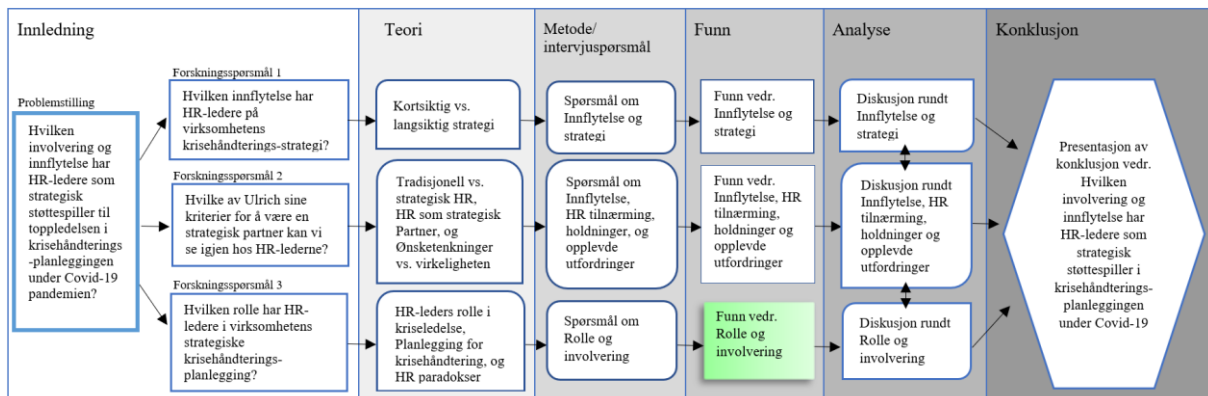 Innledning
Teori
Metode/
intervjuspørsmål
Funn
Analyse
Konklusjon
Problemstilling
Hvilken
involvering og
innflytelse har
HR-ledere som
strategisk
støttespiller til
toppledelsen i
krisehåndterings
-planleggingen
under Covid-19
pandemien?
Forskningsspørsmål 1
Hvilken innflytelse har
HR-ledere på
virksomhetens
krisehåndterings-strategi?
Kortsiktig vs.
langsiktig strategi
Spørsmål om
Innflytelse og
strategi
Funn vedr.
Innflytelse og
strategi
Diskusjon rundt
Innflytelse og
strategi
Forskningsspørsmål 2
Hvilke av Ulrich sine
kriterier for å være en
strategisk partner kan vi
se igjen hos HR-lederne?
Tradisjonell vs.
strategisk HR,
HR som strategisk
Partner, og
Ønsketenkninger
vs. virkeligheten
Spørsmål om
Innflytelse,
HR tilnærming,
holdninger, og
opplevde
utfordringer
Funn vedr.
Innflytelse, HR
tilnærming,
holdninger og
opplevde
utfordringer
Diskusjon rundt
Innflytelse, HR
tilnærming,
holdninger og
opplevde
utfordringer
Forskningsspørsmål 3
Hvilken rolle har HR-
ledere i virksomhetens
strategiske
krisehåndterings-
planlegging?
HR-leders rolle i
kriseledelse,
Planlegging for
krisehåndtering, og
HR paradokser
Spørsmål om
Rolle og
involvering
Funn vedr.
Rolle og
involvering
Diskusjon rundt
Rolle og
involvering
Presentasjon av
konklusjon vedr.
Hvilken
involvering og
innflytelse har
HR-ledere som
strategisk
støttespiller i
krisehåndterings-
planleggingen
under Covid-19